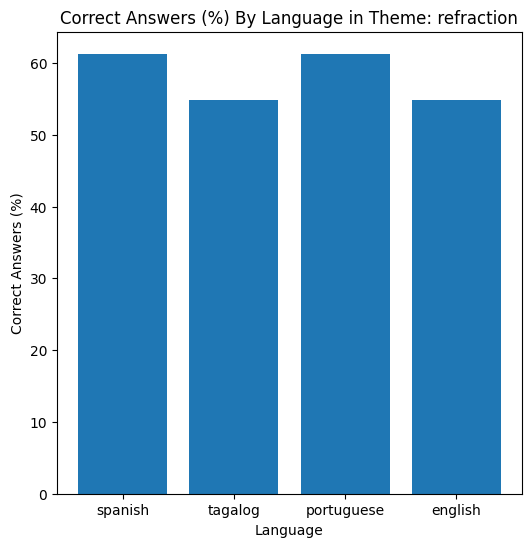 Correct Answers (%) By Language in Theme: refraction
Correct Answers (%)
60
50
40
30
20
10
0
spanish tagalog portuguese english
Language